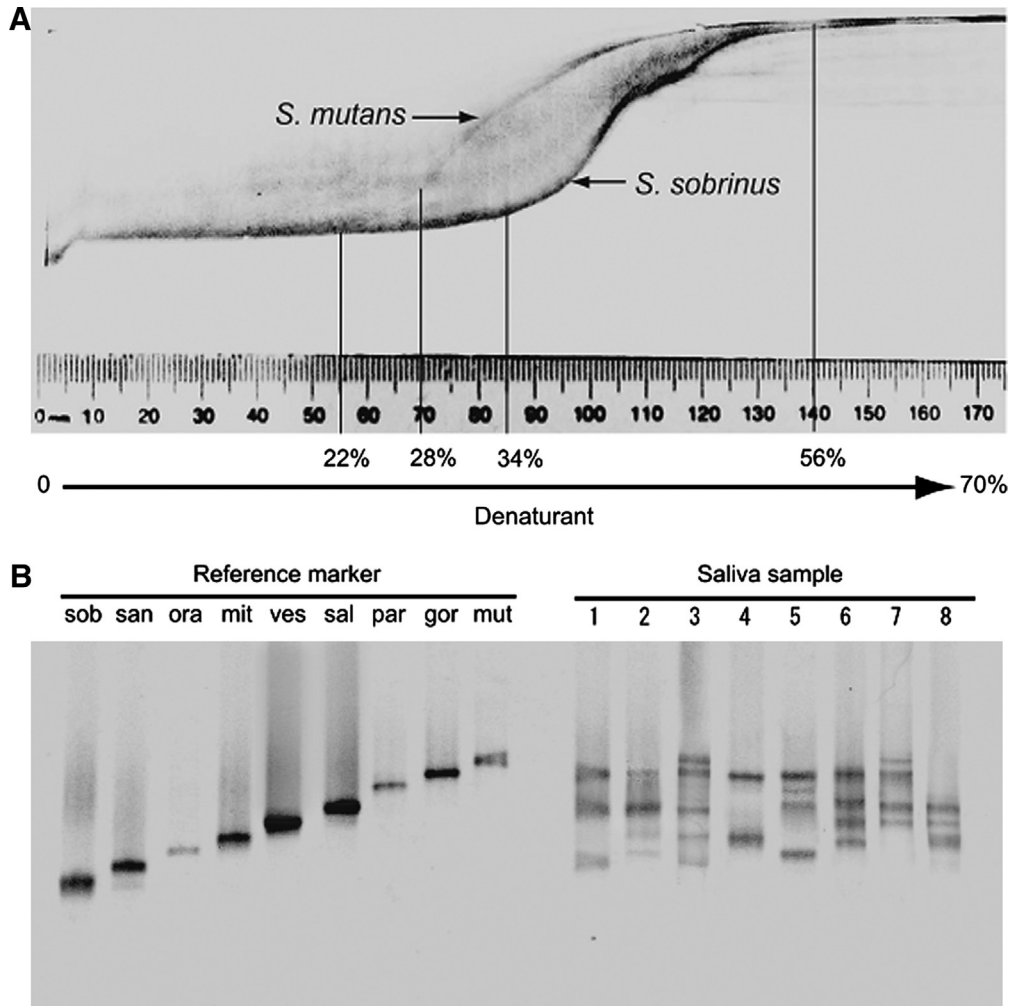 A
S. mutans
S. sobrinus
0 mm 10 20 30 40 50 60 70 80 90 100 110 120 130 140 150 160 170
22% 28% 34% 56%
0 70%
Denaturant
B
Reference marker Saliva sample
sob san ora mit ves sal par gor mut 1 2 3 4 5 6 7 8